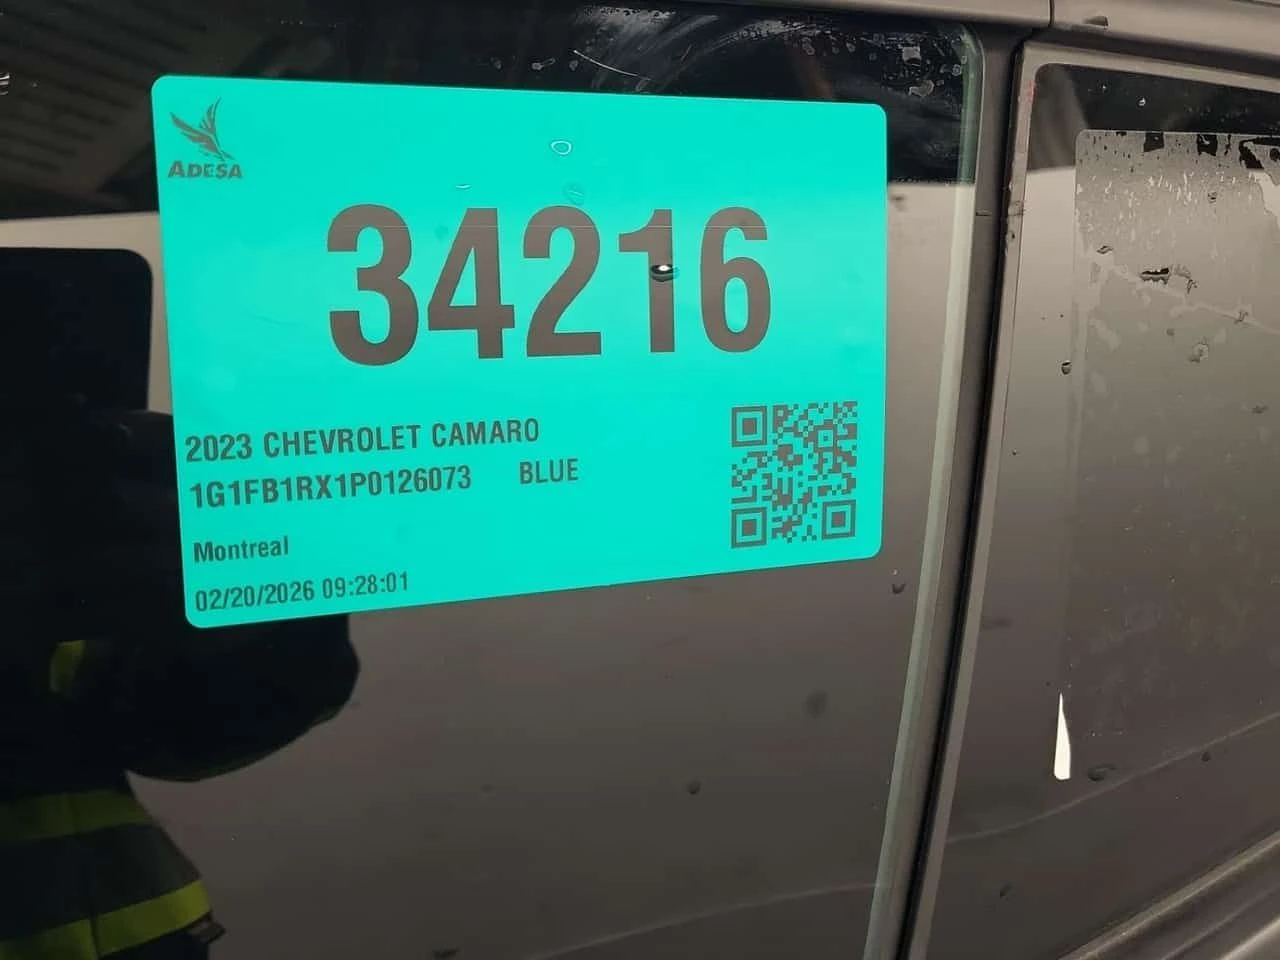 ADESA
34216
2023 CHEVROLET CAMARO
1G1FB1RX1P0126073 BLUE
Montreal
02/20/2026 09:28:01